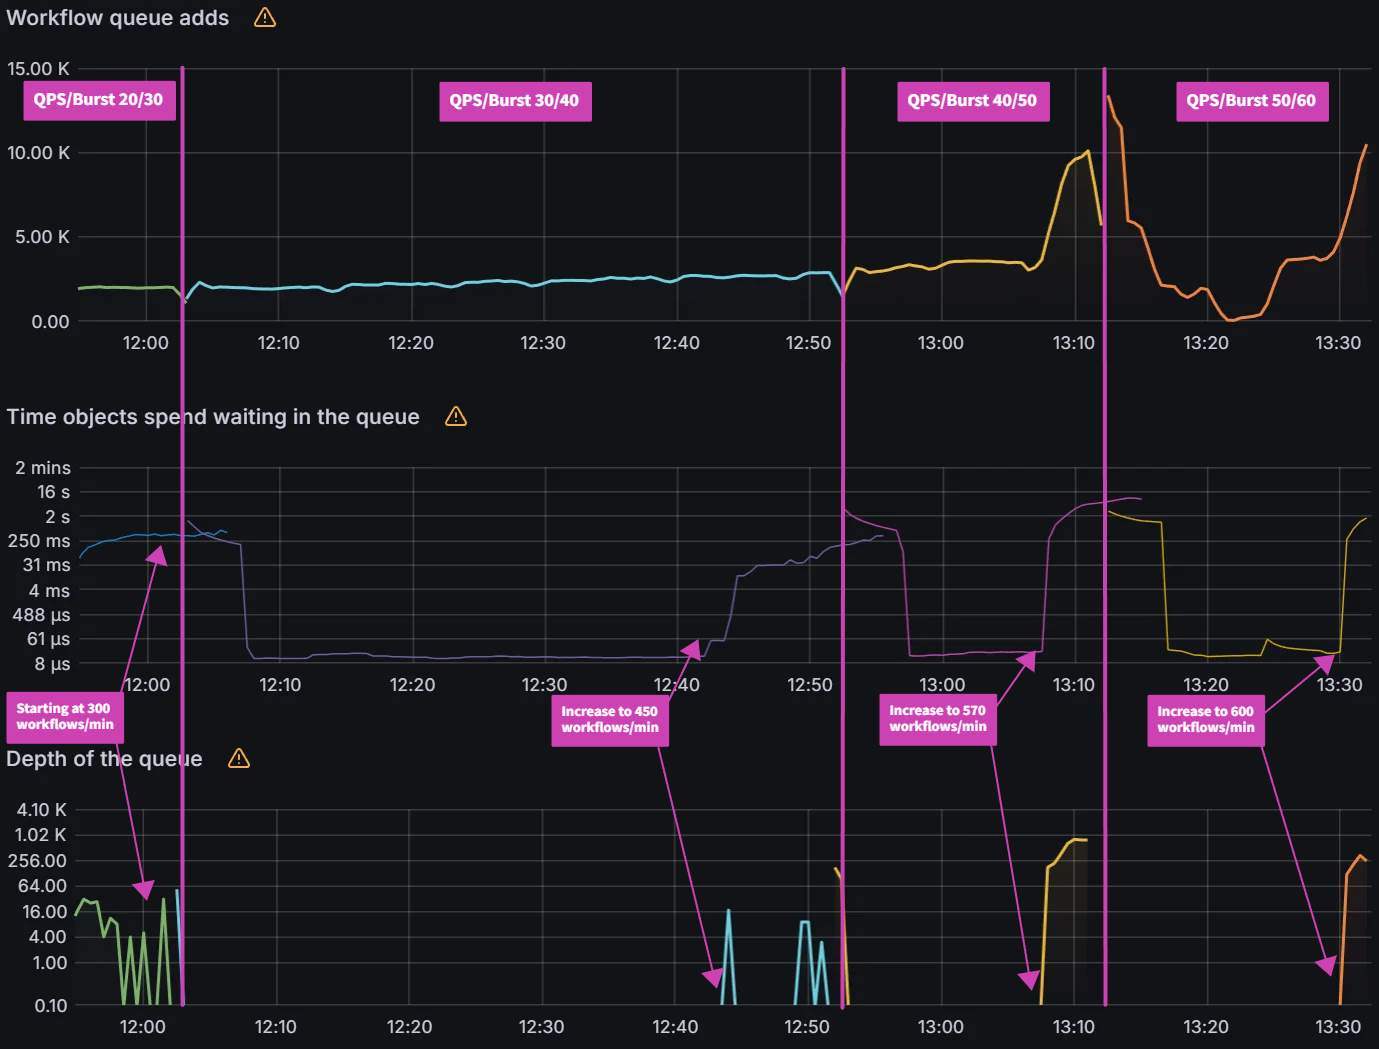 Workflow queue adds
15.00 K
QPS/Burst 20/30
QPS/Burst 30/40
QPS/Burst 40/50
QPS/Burst 50/60
10.00 K
5.00 K
0.00
12:00 12:10 12:20 12:30 12:40 12:50 13:00 13:10 13:20 13:30
Time objects spend waiting in the queue
2 mins
16 s
2 s
250 ms
31 ms
4 ms
488 µs
61 µs
8 µs
12:00 12:10 12:20 12:30 12:40 12:50 13:00 13:10 13:20 13:30
Starting at 300
workflows/min
Increase to 450
workflows/min
Increase to 570
workflows/min
Increase to 600
workflows/min
Depth of the queue
4.10 K
1.02 K
256.00
64.00
16.00
4.00
1.00
0.10
12:00 12:10 12:20 12:30 12:40 12:50 13:00 13:10 13:20 13:30